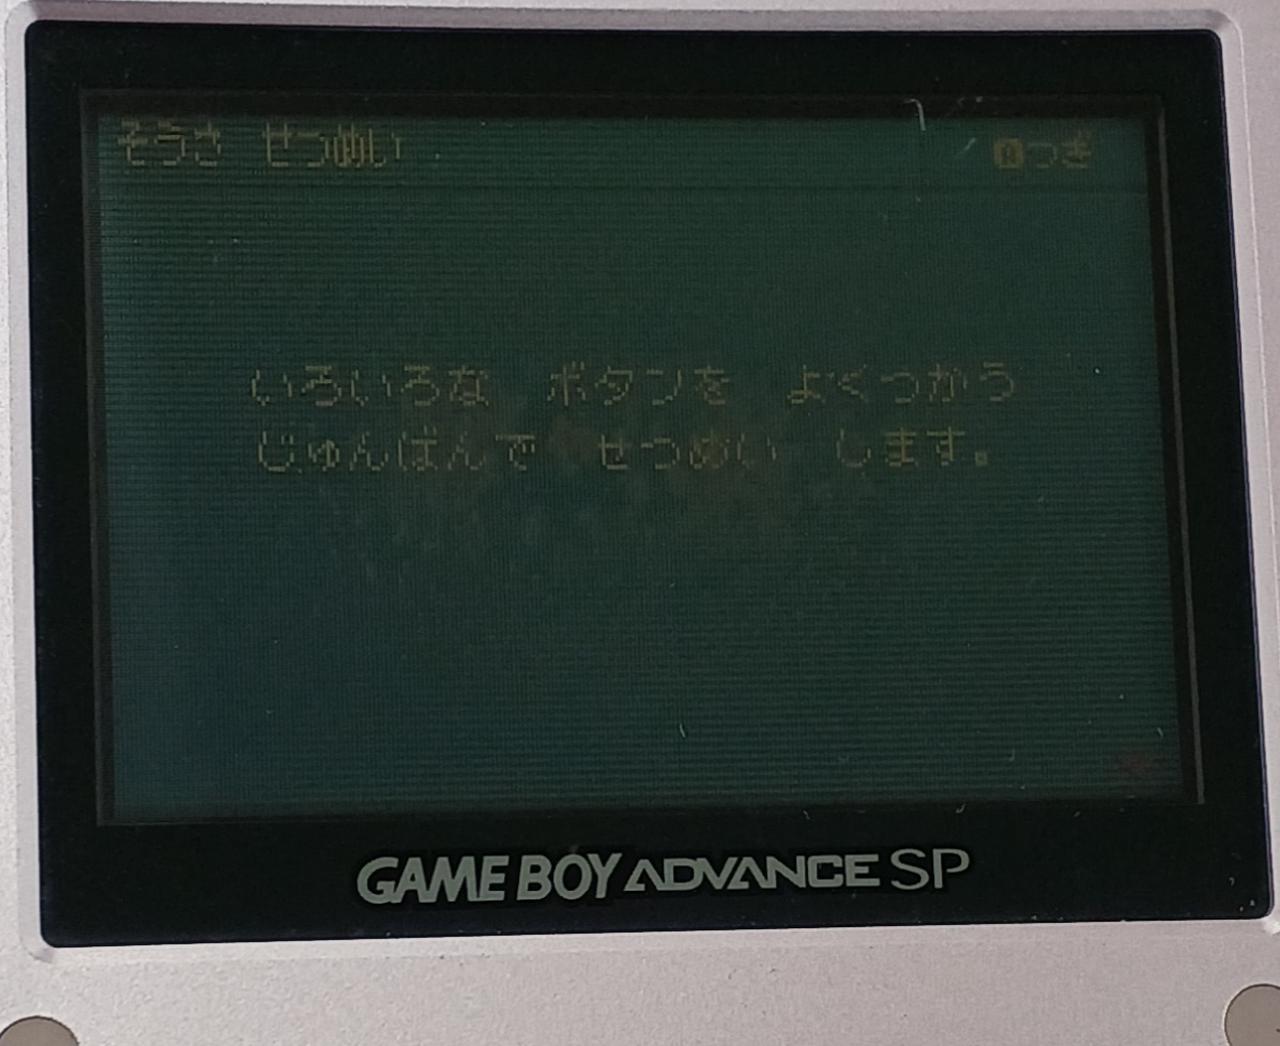 そうさ せつめい
Aつぎ
いろいろな ボタンを よくつかう
じゅんばんで せつめい します。
GAME BOY ADVANCE SP